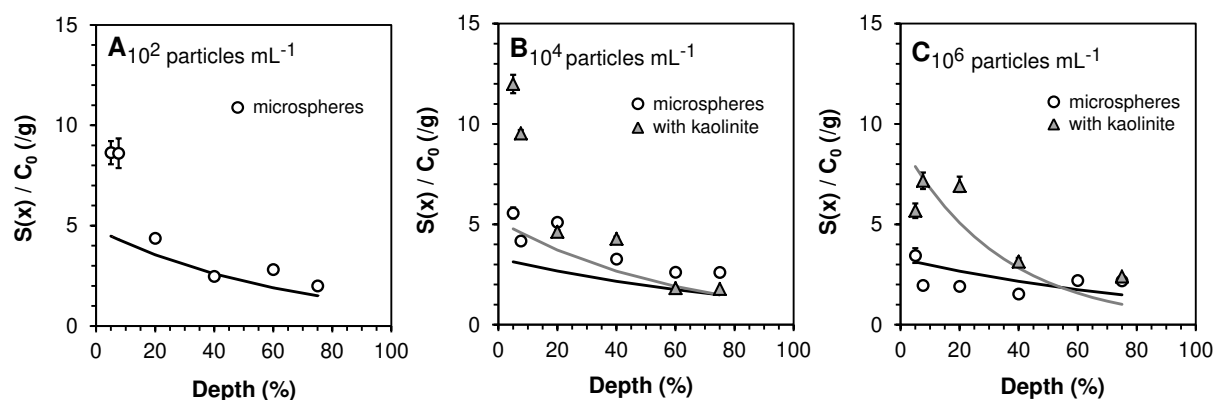 A 10² particles mL⁻¹
microspheres
S(x) / C₀ (/g)
15
10
5
0
0 20 40 60 80 100
Depth (%)
B 10⁴ particles mL⁻¹
microspheres
with kaolinite
S(x) / C₀ (/g)
15
10
5
0
0 20 40 60 80 100
Depth (%)
C 10⁶ particles mL⁻¹
microspheres
with kaolinite
S(x) / C₀ (/g)
15
10
5
0
0 20 40 60 80 100
Depth (%)